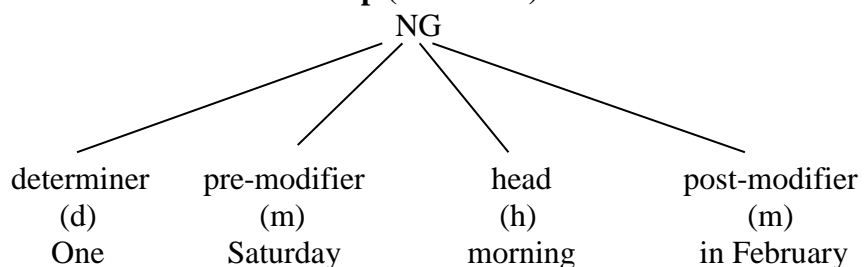 NG
determiner pre-modifier head post-modifier
(d) (m) (h) (m)
One Saturday morning in February